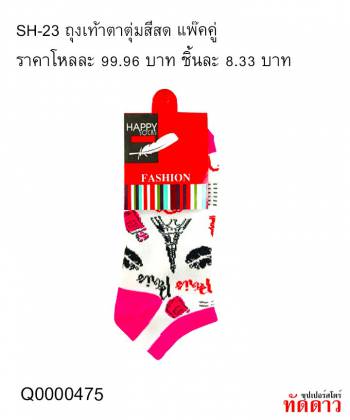 SH-23 ถุงเท้าตาตุ่มสีสด แพ๊คคู่
ราคาโหลละ 99.96 บาท ชิ้นละ 8.33 บาท
HAPPY
SOCKS
FASHION
Paris
Paris
Q0000475
ซุปเปอร์สโตร์
ทัดดาว